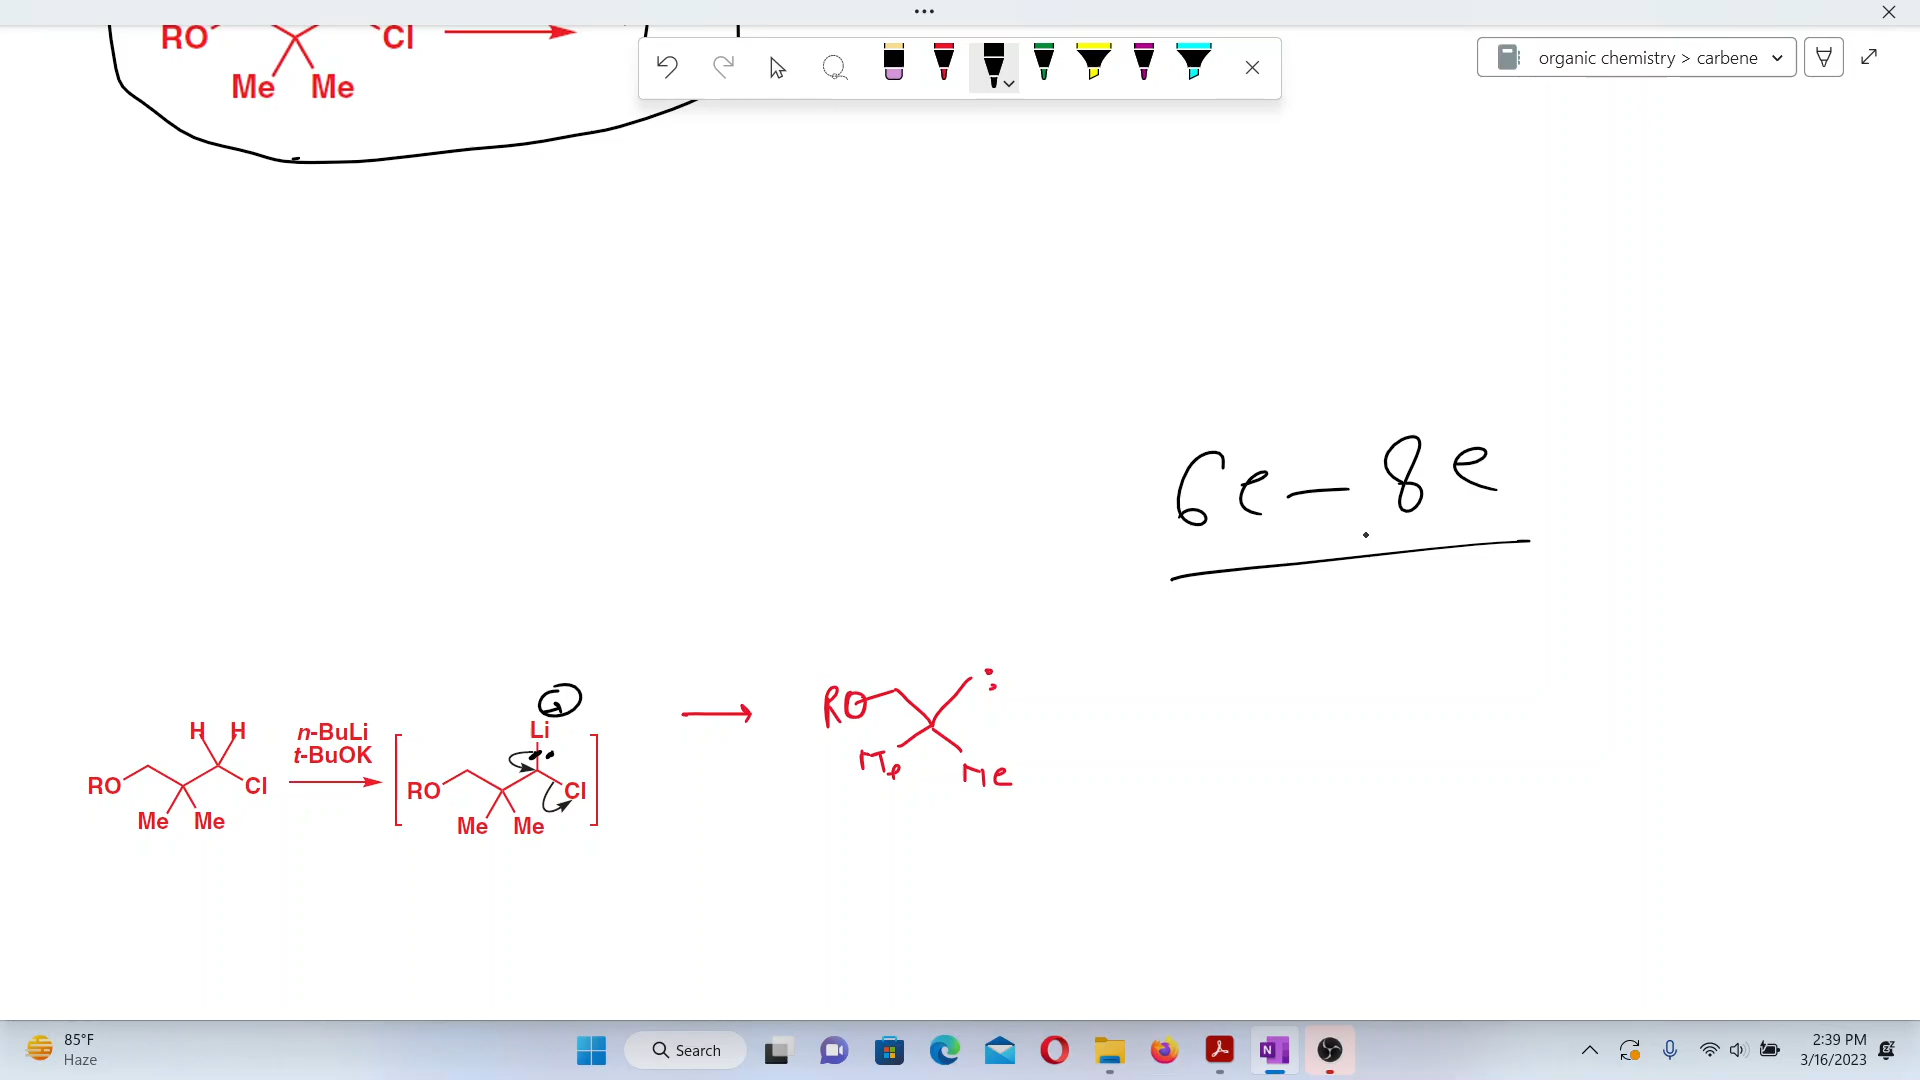 RO Cl
Me Me
organic chemistry > carbene
6e - 8e
H H
n-BuLi
t-BuOK
RO Cl
Me Me
Li
RO Cl
Me Me
RO :
Me Me
85°F
Haze
Search
2:39 PM
3/16/2023